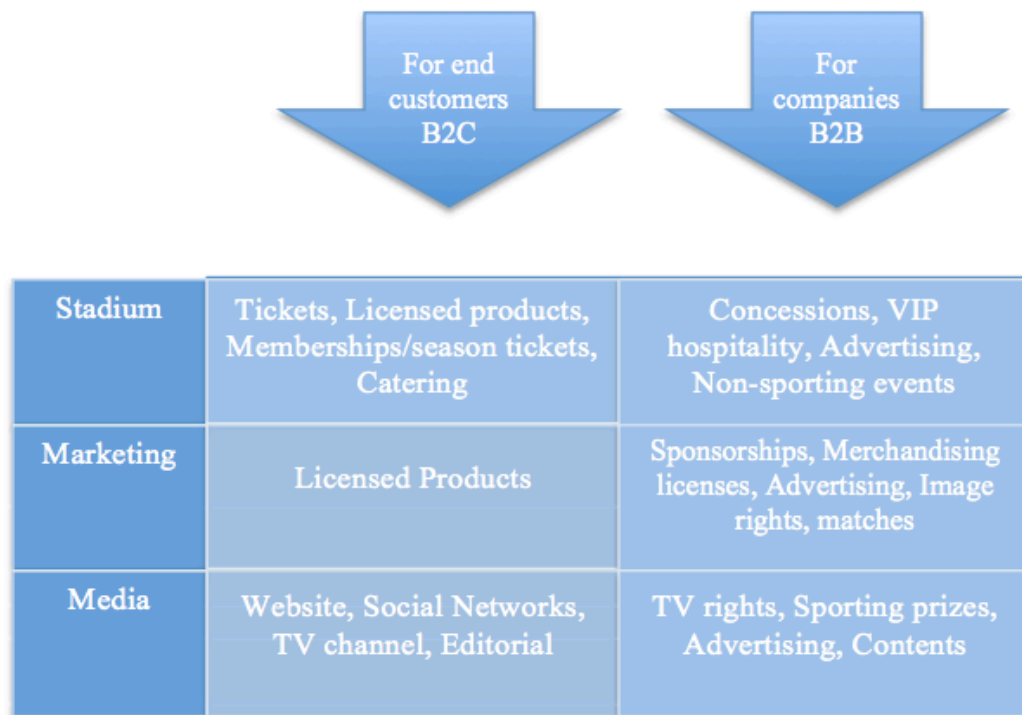 For end
customers
B2C
For
companies
B2B
Stadium
Tickets, Licensed products,
Memberships/season tickets,
Catering
Concessions, VIP
hospitality, Advertising,
Non-sporting events
Marketing
Licensed Products
Sponsorships, Merchandising
licenses, Advertising, Image
rights, matches
Media
Website, Social Networks,
TV channel, Editorial
TV rights, Sporting prizes,
Advertising, Contents